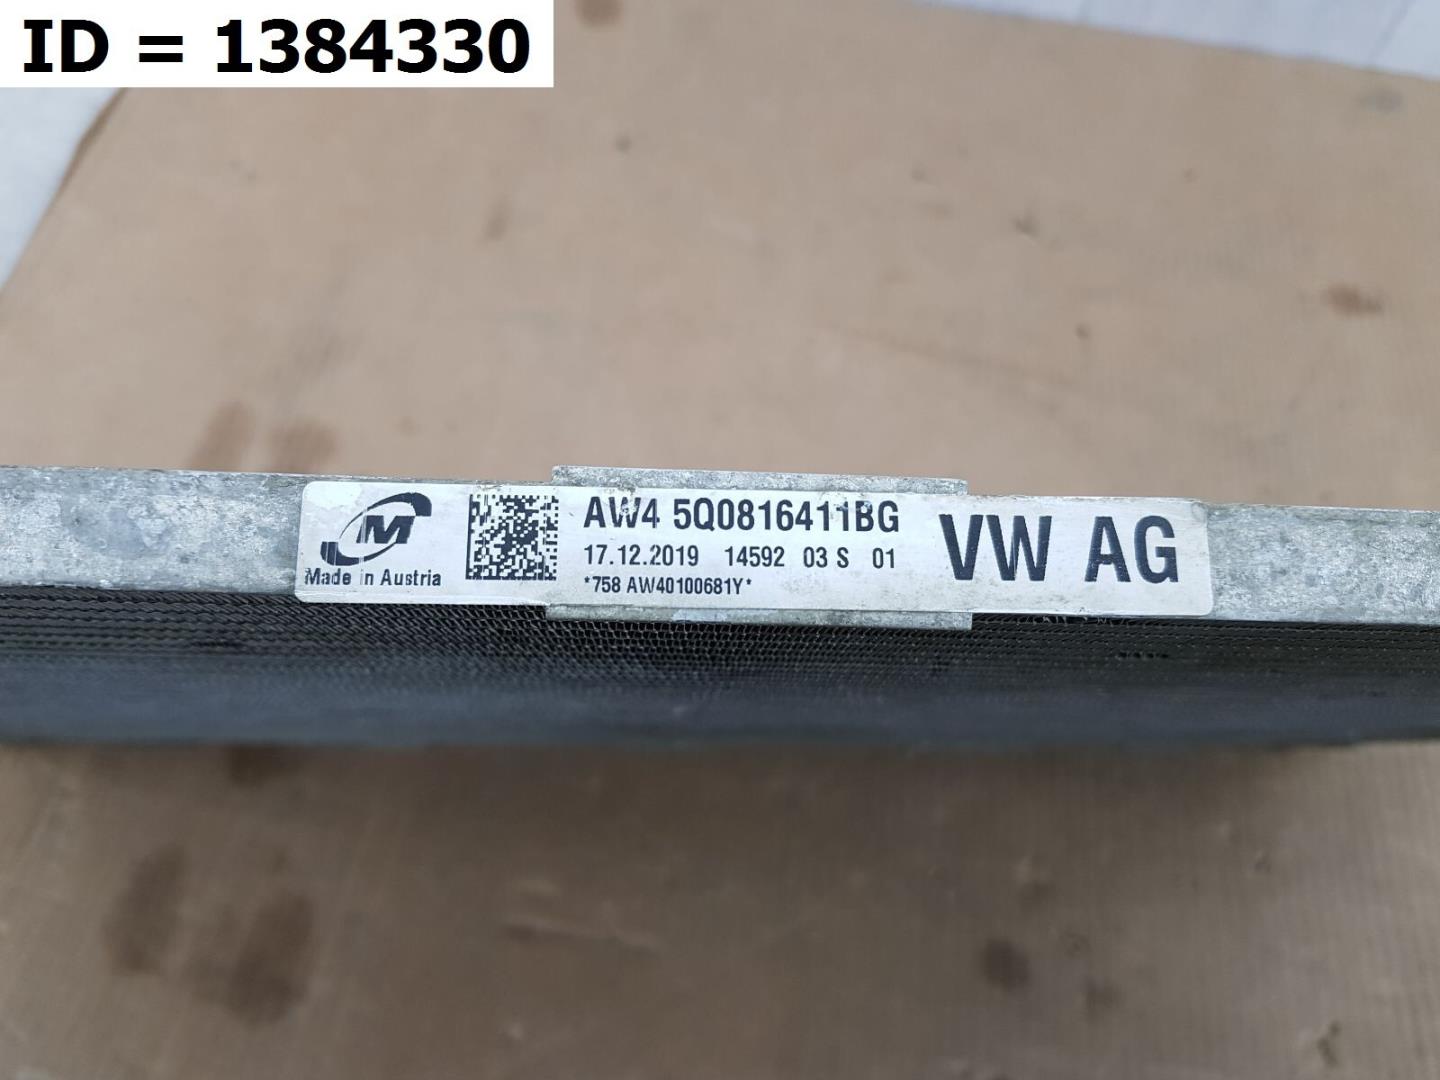 ID = 1384330
M
Made in Austria
AW4 5Q0816411BG
17.12.2019 14592 03 S 01
*758 AW40100681Y*
VW AG